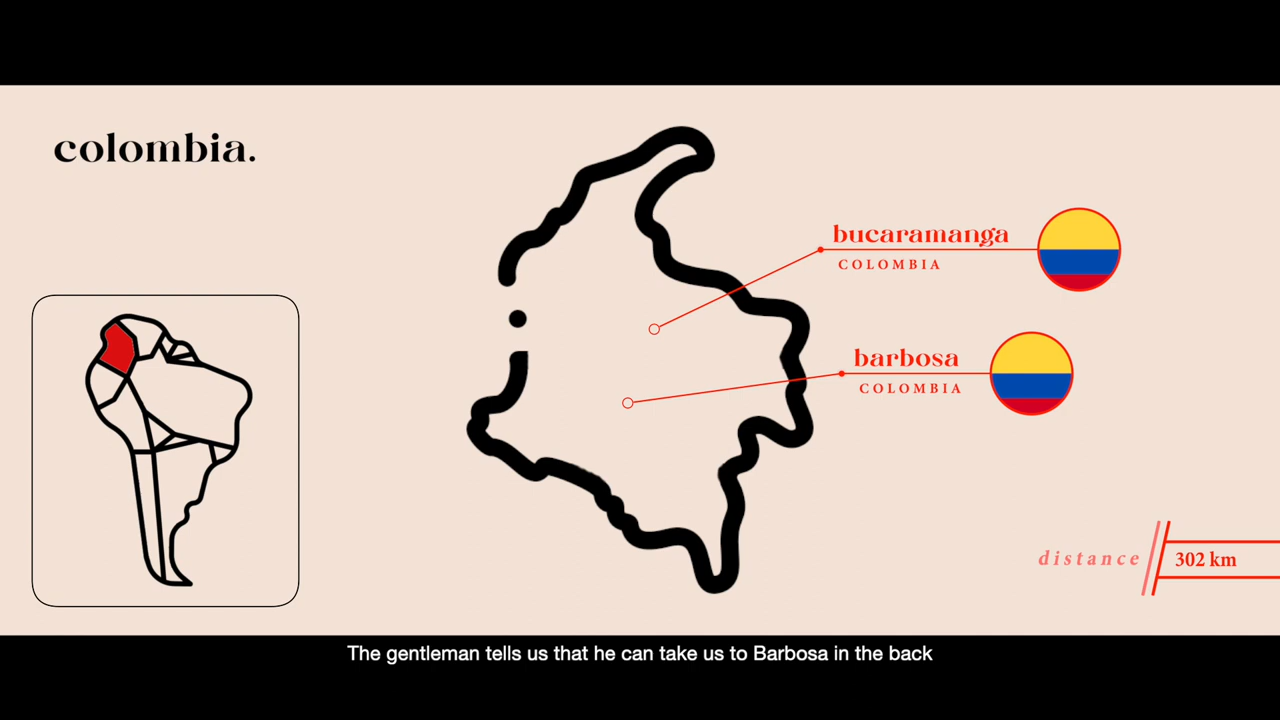 colombia.
bucaramanga
COLOMBIA
barbosa
COLOMBIA
distance
302 km
The gentleman tells us that he can take us to Barbosa in the back